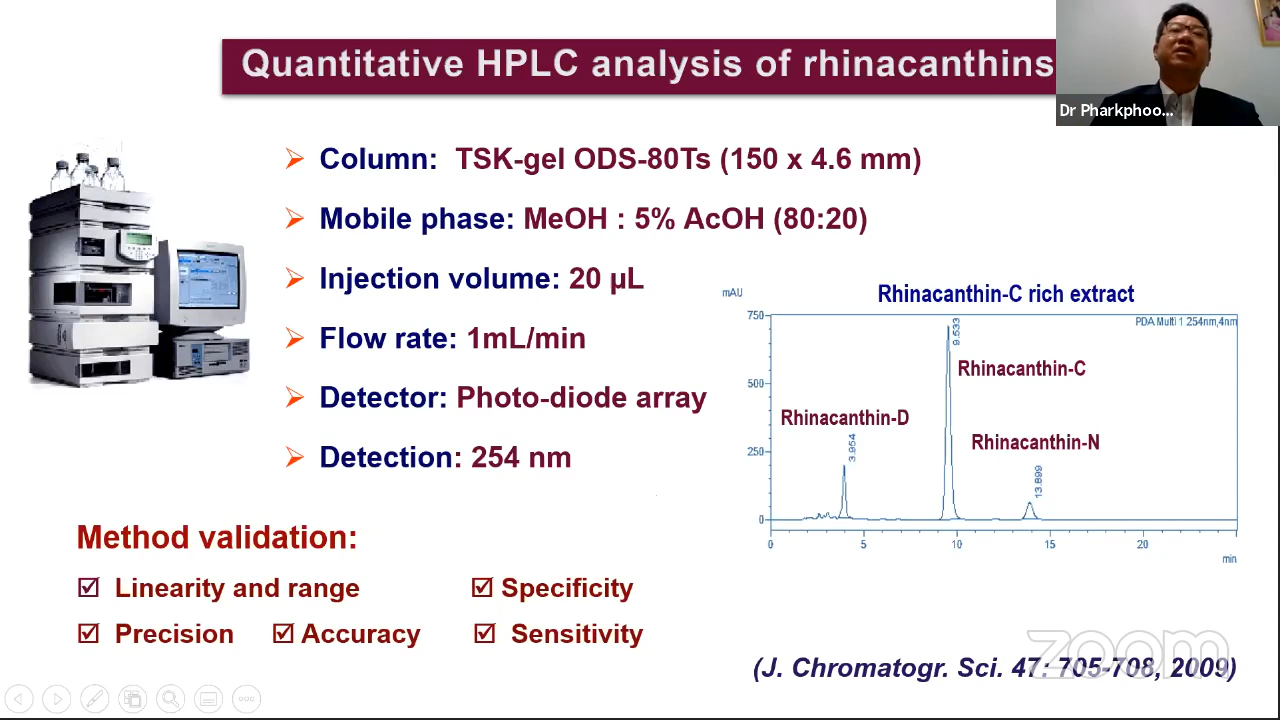 Quantitative HPLC analysis of rhinacanthins
Dr Pharkphoo...
➢ Column: TSK-gel ODS-80Ts (150 x 4.6 mm)
➢ Mobile phase: MeOH : 5% AcOH (80:20)
➢ Injection volume: 20 µL
➢ Flow rate: 1mL/min
➢ Detector: Photo-diode array
➢ Detection: 254 nm
mAU
Rhinacanthin-C rich extract
750
PDA Multi 1 254nm,4nm
9.533
Rhinacanthin-C
500
Rhinacanthin-D
3.954
Rhinacanthin-N
250
13.899
0
0 5 10 15 20
min
Method validation:
☑ Linearity and range ☑ Specificity
☑ Precision ☑ Accuracy ☑ Sensitivity
zoom
(J. Chromatogr. Sci. 47: 705-708, 2009)